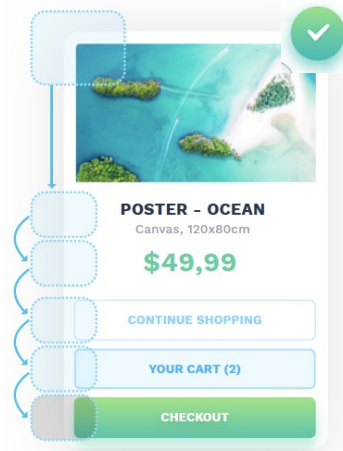 POSTER - OCEAN
Canvas, 120x80cm
$49,99
CONTINUE SHOPPING
YOUR CART (2)
CHECKOUT